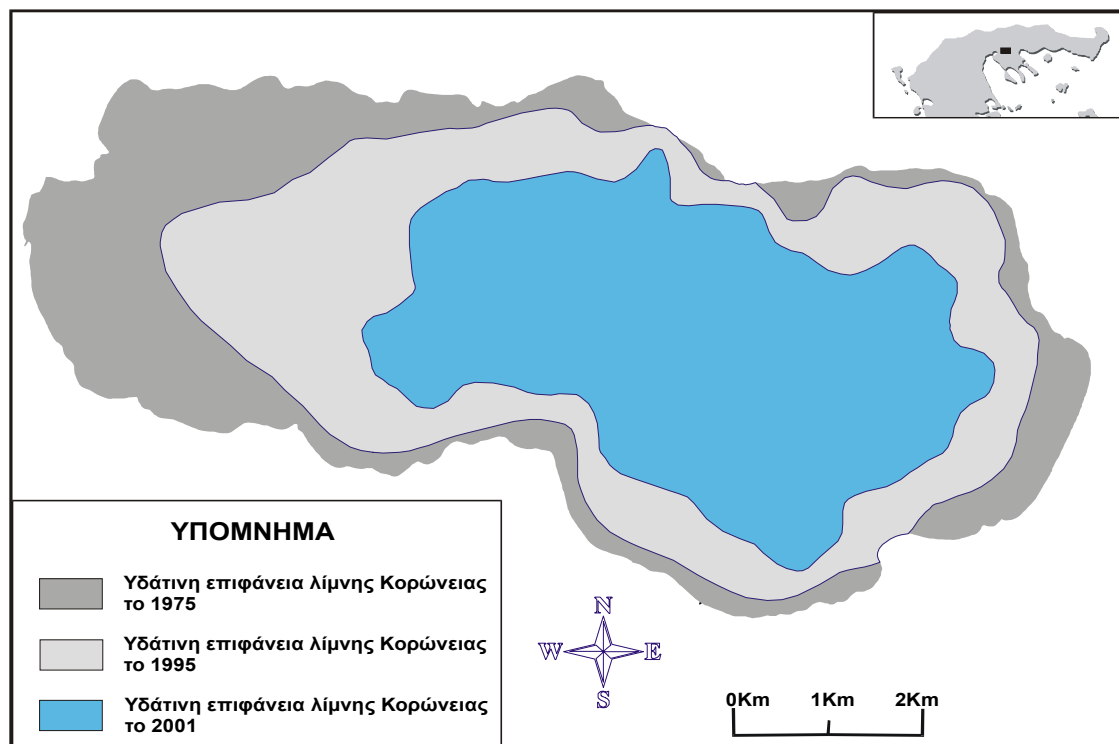 ΥΠΟΜΝΗΜΑ
Υδάτινη επιφάνεια λίμνης Κορώνειας
το 1975
Υδάτινη επιφάνεια λίμνης Κορώνειας
το 1995
Υδάτινη επιφάνεια λίμνης Κορώνειας
το 2001
N
W E
S
0Km 1Km 2Km